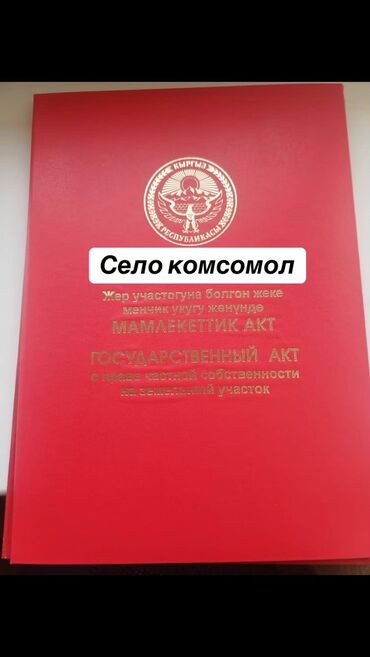 КЫРГЫЗ
РЕСПУБЛИКАСЫ
Село комсомол
Жер участогуна болгон жеке
менчик укугу жөнүндө
МАМЛЕКЕТТИК АКТ
ГОСУДАРСТВЕННЫЙ АКТ
о праве частной собственности
на земельный участок